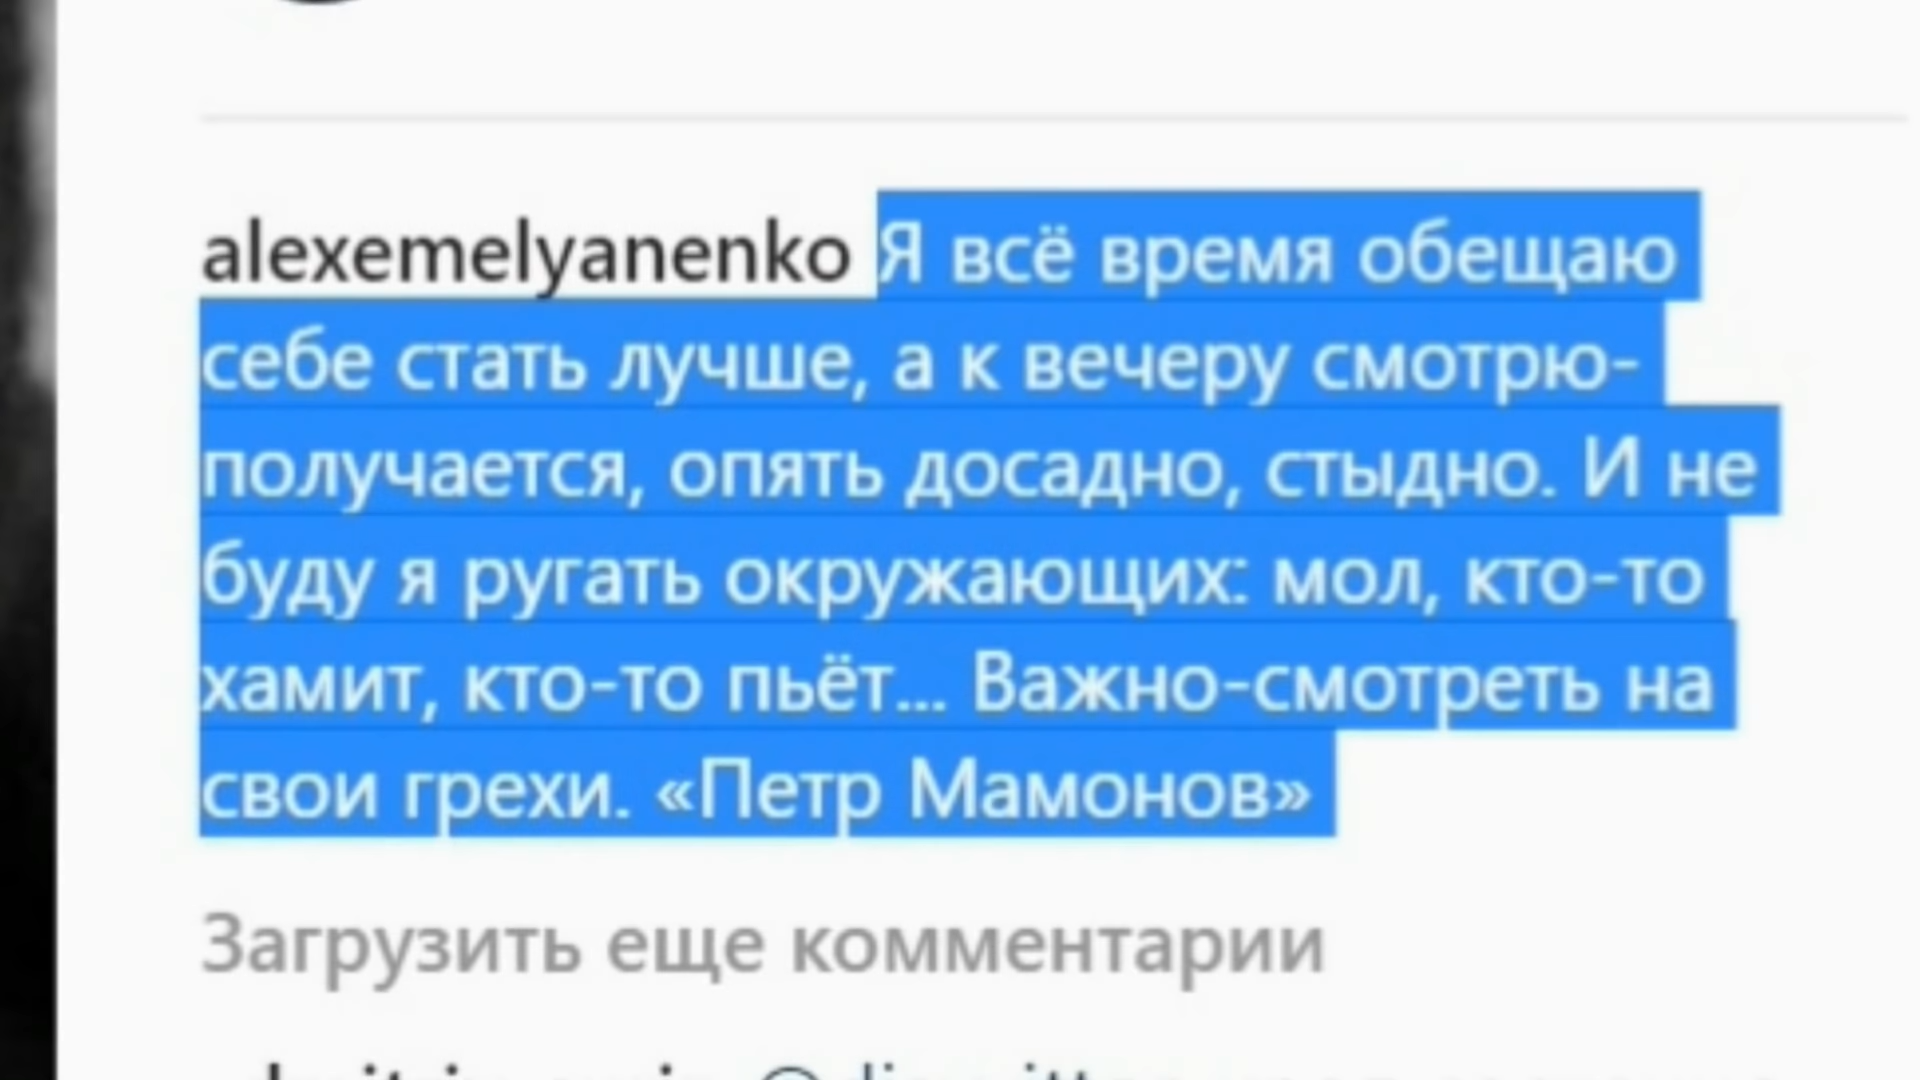 alexemelyanenko Я всё время обещаю
себе стать лучше, а к вечеру смотрю-
получается, опять досадно, стыдно. И не
буду я ругать окружающих: мол, кто-то
хамит, кто-то пьёт... Важно-смотреть на
свои грехи. «Петр Мамонов»
Загрузить еще комментарии